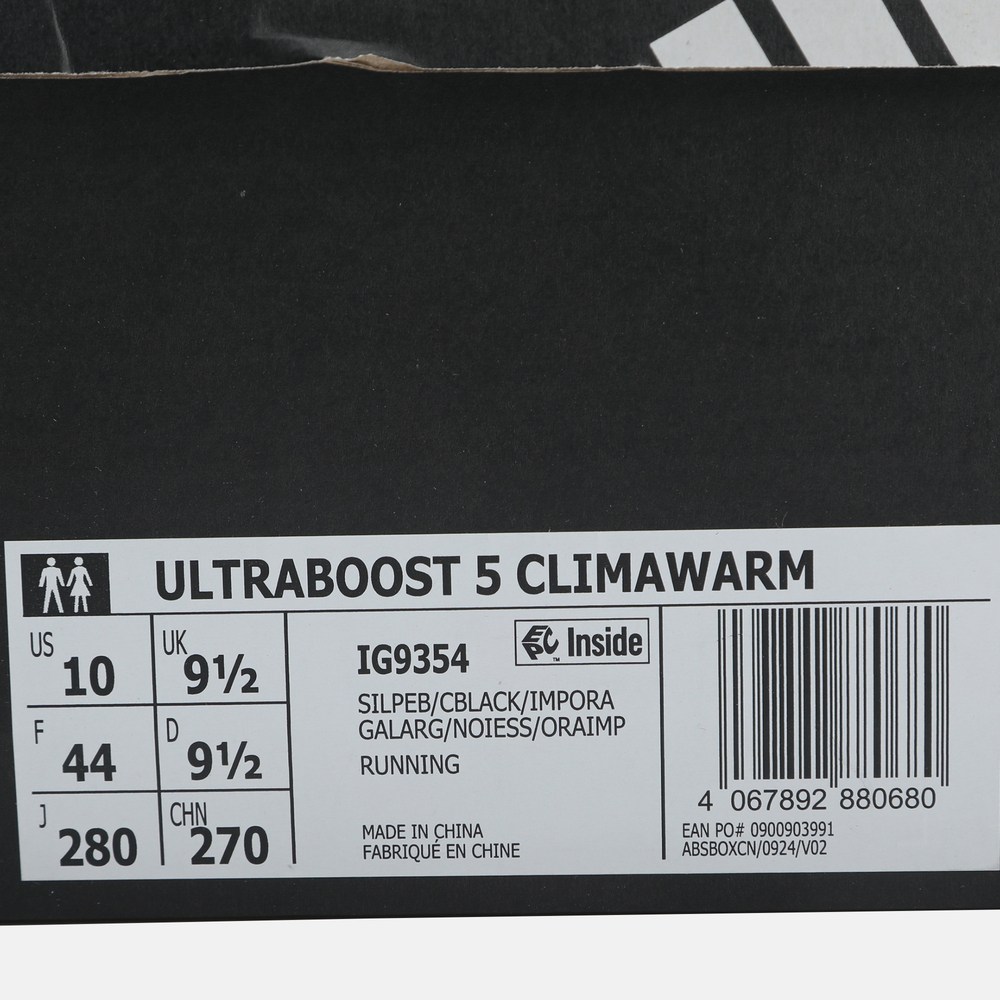 ULTRABOOST 5 CLIMAWARM
US 10
UK 9½
F 44
D 9½
J 280
CHN 270
IG9354
EPC™ Inside
SILPEB/CBLACK/IMPORA
GALARG/NOIESS/ORAIMP
RUNNING
MADE IN CHINA
FABRIQUÉ EN CHINE
4 067892 880680
EAN PO# 0900903991
ABSBOXCN/0924/V02